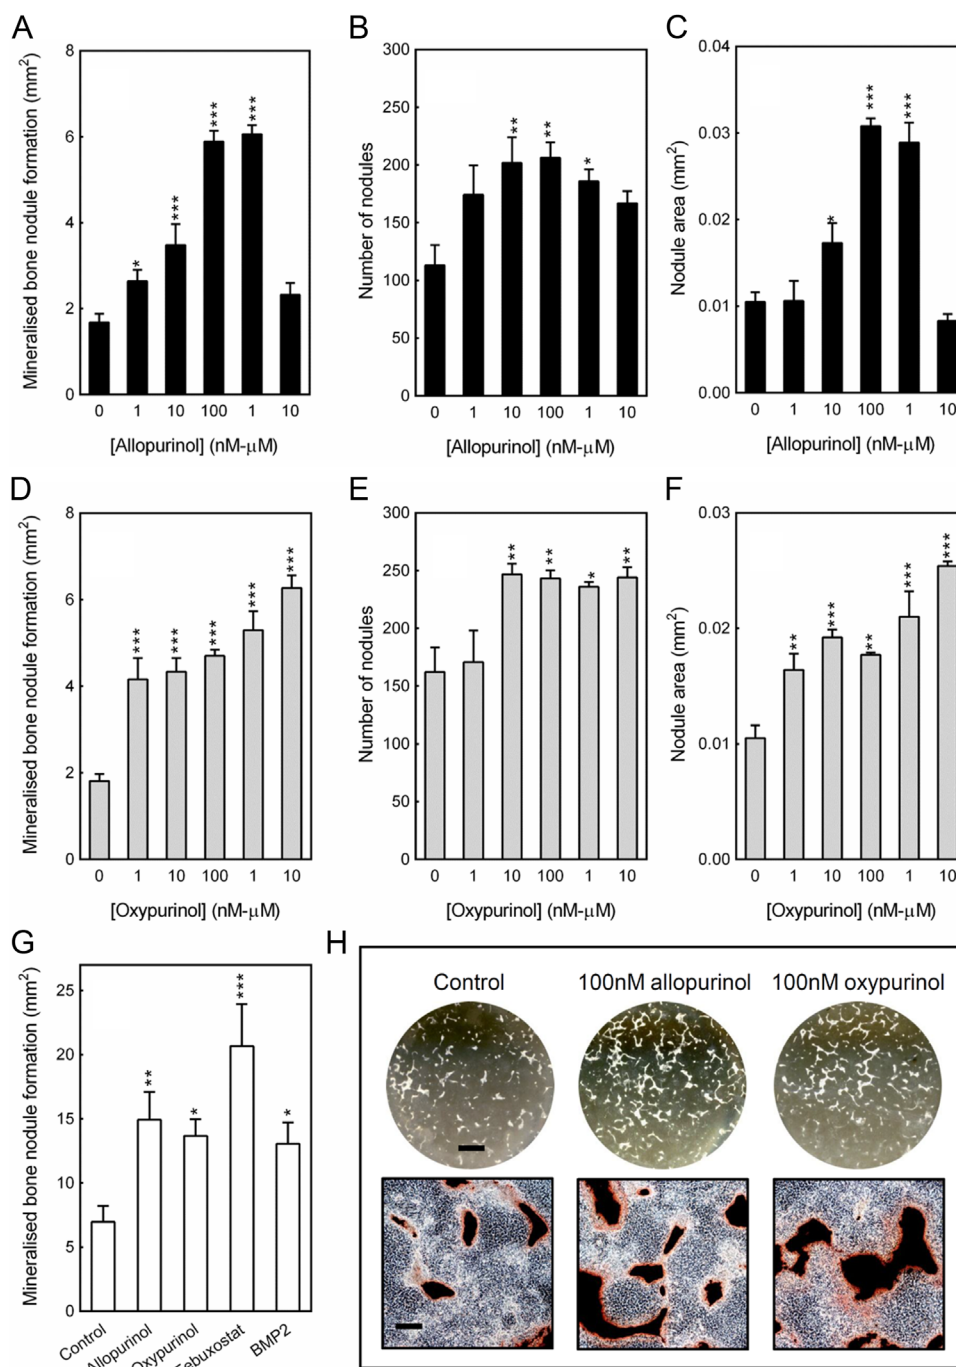 A
Mineralised bone nodule formation (mm²)
8
6
4
2
0
*
***
***
***
0 1 10 100 1 10
[Allopurinol] (nM-μM)
B
Number of nodules
300
250
200
150
100
50
0
**
**
*
0 1 10 100 1 10
[Allopurinol] (nM-μM)
C
Nodule area (mm²)
0.04
0.03
0.02
0.01
0.00
*
***
***
0 1 10 100 1 10
[Allopurinol] (nM-μM)
D
Mineralised bone nodule formation (mm²)
8
6
4
2
0
***
***
***
***
***
0 1 10 100 1 10
[Oxypurinol] (nM-μM)
E
Number of nodules
300
250
200
150
100
50
0
**
**
*
**
0 1 10 100 1 10
[Oxypurinol] (nM-μM)
F
Nodule area (mm²)
0.03
0.02
0.01
0.00
**
***
**
***
***
0 1 10 100 1 10
[Oxypurinol] (nM-μM)
G
Mineralised bone nodule formation (mm²)
25
20
15
10
5
0
**
*
***
*
Control
Allopurinol
Oxypurinol
BMP2
H
Control
100nM allopurinol
100nM oxypurinol